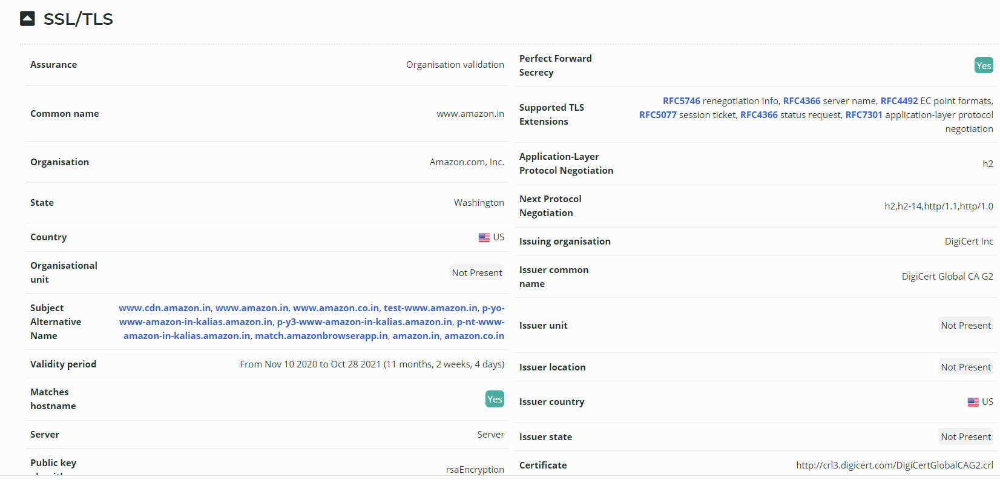 SSL/TLS
Assurance
Organisation validation
Common name
www.amazon.in
Organisation
Amazon.com, Inc.
State
Washington
Country
US
Organisational
unit
Not Present
Subject
Alternative
Name
www.cdn.amazon.in, www.amazon.in, www.amazon.co.in, test-www.amazon.in, p-yo-
www-amazon-in-kalias.amazon.in, p-y3-www-amazon-in-kalias.amazon.in, p-nt-www-
amazon-in-kalias.amazon.in, match.amazonbrowserapp.in, amazon.in, amazon.co.in
Validity period
From Nov 10 2020 to Oct 28 2021 (11 months, 2 weeks, 4 days)
Matches
hostname
Yes
Server
Server
Public key
rsaEncryption
Perfect Forward
Secrecy
Yes
Supported TLS
Extensions
RFC5746 renegotiation info, RFC4366 server name, RFC4492 EC point formats,
RFC5077 session ticket, RFC4366 status request, RFC7301 application-layer protocol
negotiation
Application-Layer
Protocol Negotiation
h2
Next Protocol
Negotiation
h2,h2-14,http/1.1,http/1.0
Issuing organisation
DigiCert Inc
Issuer common
name
DigiCert Global CA G2
Issuer unit
Not Present
Issuer location
Not Present
Issuer country
US
Issuer state
Not Present
Certificate
http://crl3.digicert.com/DigiCertGlobalCAG2.crl